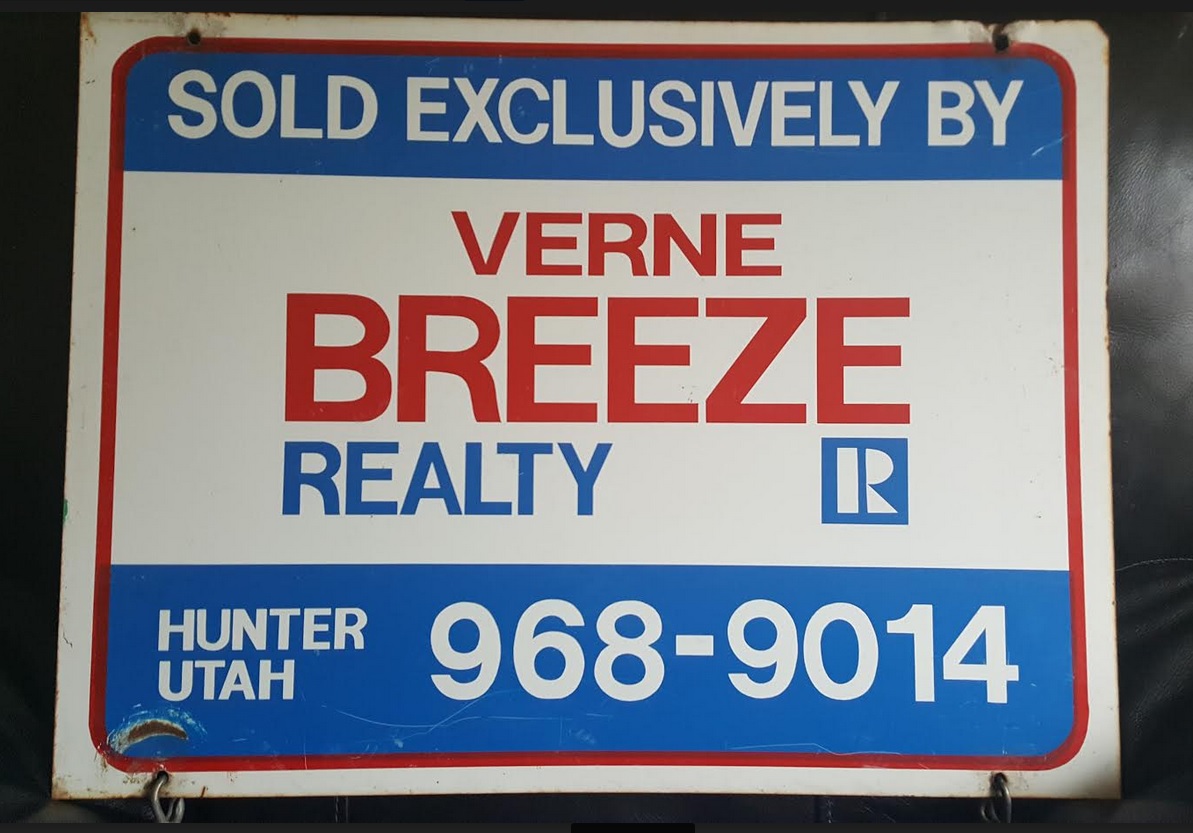 SOLD EXCLUSIVELY BY
VERNE
BREEZE
REALTY R
HUNTER
UTAH
968-9014